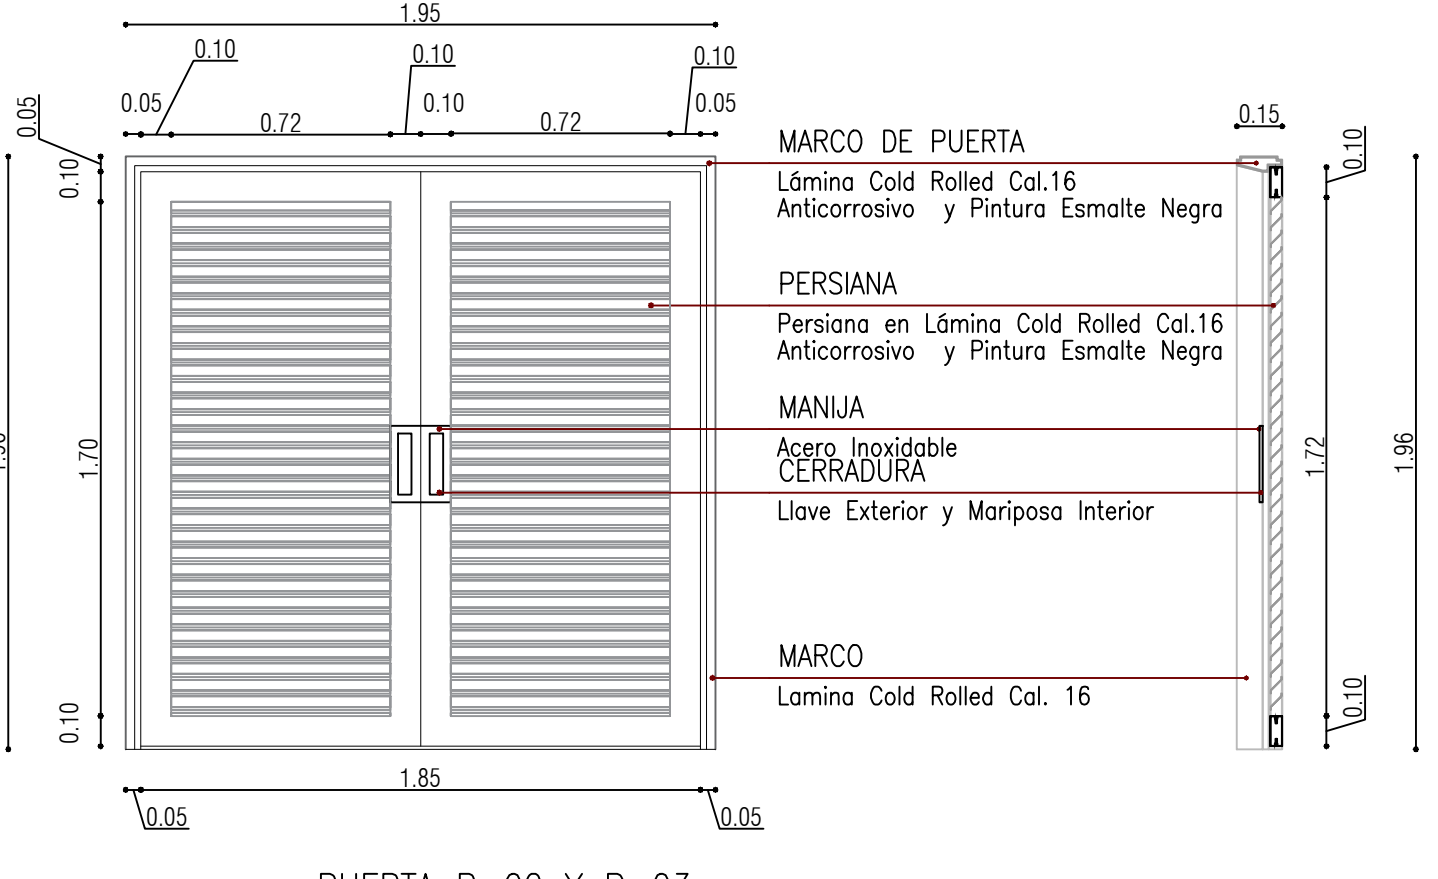 1.95
0.10
0.10
0.10
0.05
0.72
0.10
0.72
0.05
0.05
0.10
1.70
0.10
1.85
0.05
0.05
MARCO DE PUERTA
Lámina Cold Rolled Cal.16
Anticorrosivo y Pintura Esmalte Negra
PERSIANA
Persiana en Lámina Cold Rolled Cal.16
Anticorrosivo y Pintura Esmalte Negra
MANIJA
Acero Inoxidable
CERRADURA
Llave Exterior y Mariposa Interior
MARCO
Lamina Cold Rolled Cal. 16
0.15
0.10
1.72
1.96
0.10